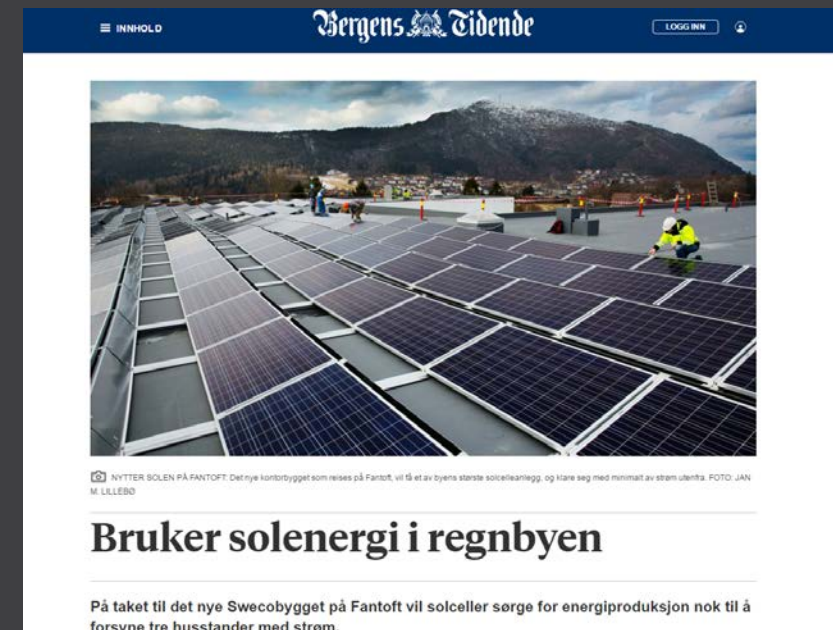 INNHOLD
Bergens Tidende
LOGG INN
NYTTER SOLEN PÅ FANTOFT: Det nye kontorbygget som reises på Fantoft, vil få et av byens største solcelleanlegg, og klare seg med minimalt av strøm utenfra. FOTO: JAN
M. LILLEBØ
Bruker solenergi i regnbyen
På taket til det nye Swecobygget på Fantoft vil solceller sørge for energiproduksjon nok til å
forsyne tre husstander med strøm.